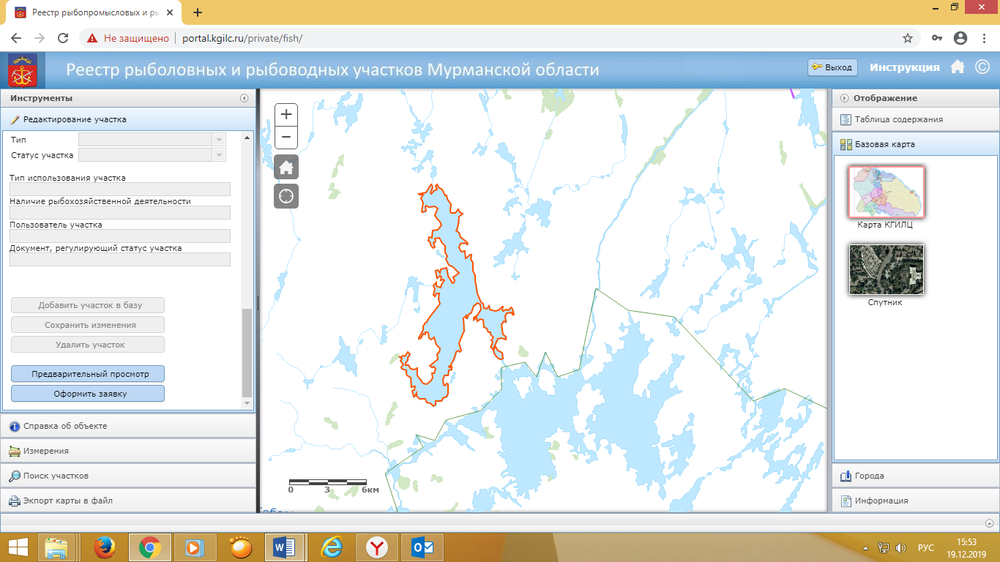 Реестр рыбопромысловых и ры
Не защищено
portal.kgilc.ru/private/fish/
Реестр рыболовных и рыбоводных участков Мурманской области
Выход
Инструкция
Инструменты
Редактирование участка
Тип
Статус участка
Тип использования участка
Наличие рыбохозяйственной деятельности
Пользователь участка
Документ, регулирующий статус участка
Добавить участок в базу
Сохранить изменения
Удалить участок
Предварительный просмотр
Оформить заявку
Справка об объекте
Измерения
Поиск участков
Экспорт карты в файл
0 3 6км
Отображение
Таблица содержания
Базовая карта
Карта КГИЛЦ
Спутник
Города
Информация
РУС
15:53
19.12.2019